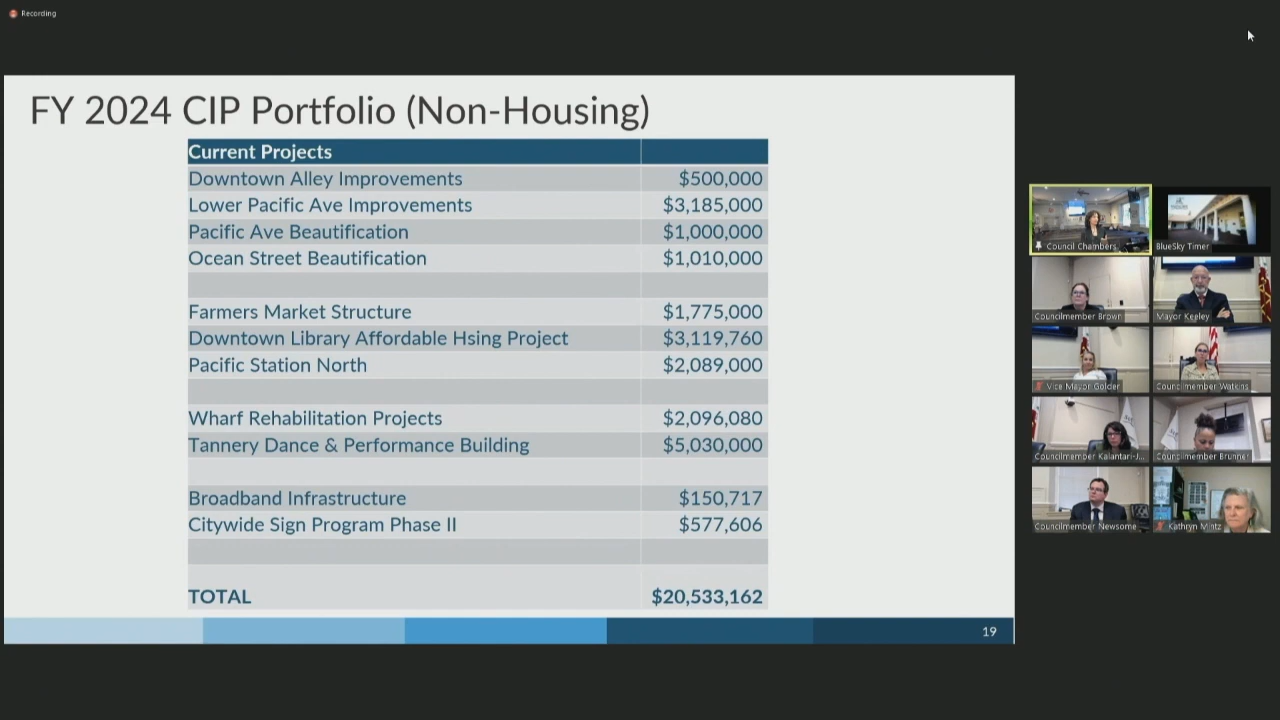 Recording
FY 2024 CIP Portfolio (Non-Housing)
Current Projects
Downtown Alley Improvements $500,000
Lower Pacific Ave Improvements $3,185,000
Pacific Ave Beautification $1,000,000
Ocean Street Beautification $1,010,000
Farmers Market Structure $1,775,000
Downtown Library Affordable Hsing Project $3,119,760
Pacific Station North $2,089,000
Wharf Rehabilitation Projects $2,096,080
Tannery Dance & Performance Building $5,030,000
Broadband Infrastructure $150,717
Citywide Sign Program Phase II $577,606
TOTAL $20,533,162
19
Council Chambers
BlueSky Timer
Councilmember Brown
Mayor Keeley
Vice Mayor Golder
Councilmember Watkins
Councilmember Kalantari-J...
Councilmember Brunner
Councilmember Newsome
Kathryn Mintz